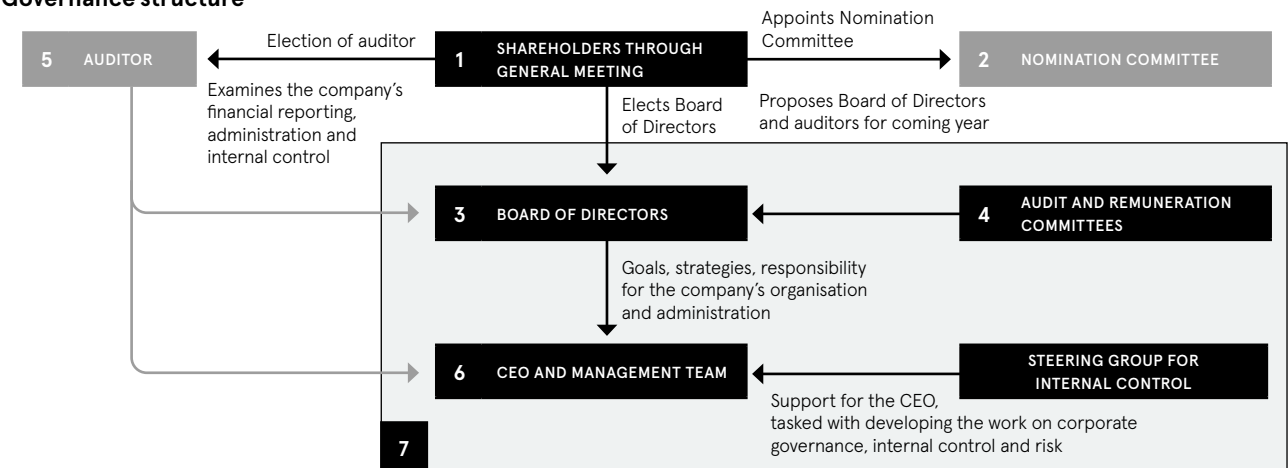 Governance structure
5 AUDITOR
Election of auditor
1 SHAREHOLDERS THROUGH
GENERAL MEETING
Appoints Nomination
Committee
2 NOMINATION COMMITTEE
Examines the company’s
financial reporting,
administration and
internal control
Elects Board
of Directors
Proposes Board of Directors
and auditors for coming year
3 BOARD OF DIRECTORS
4 AUDIT AND REMUNERATION
COMMITTEES
Goals, strategies, responsibility
for the company’s organisation
and administration
6 CEO AND MANAGEMENT TEAM
STEERING GROUP FOR
INTERNAL CONTROL
Support for the CEO,
tasked with developing the work on corporate
governance, internal control and risk
7